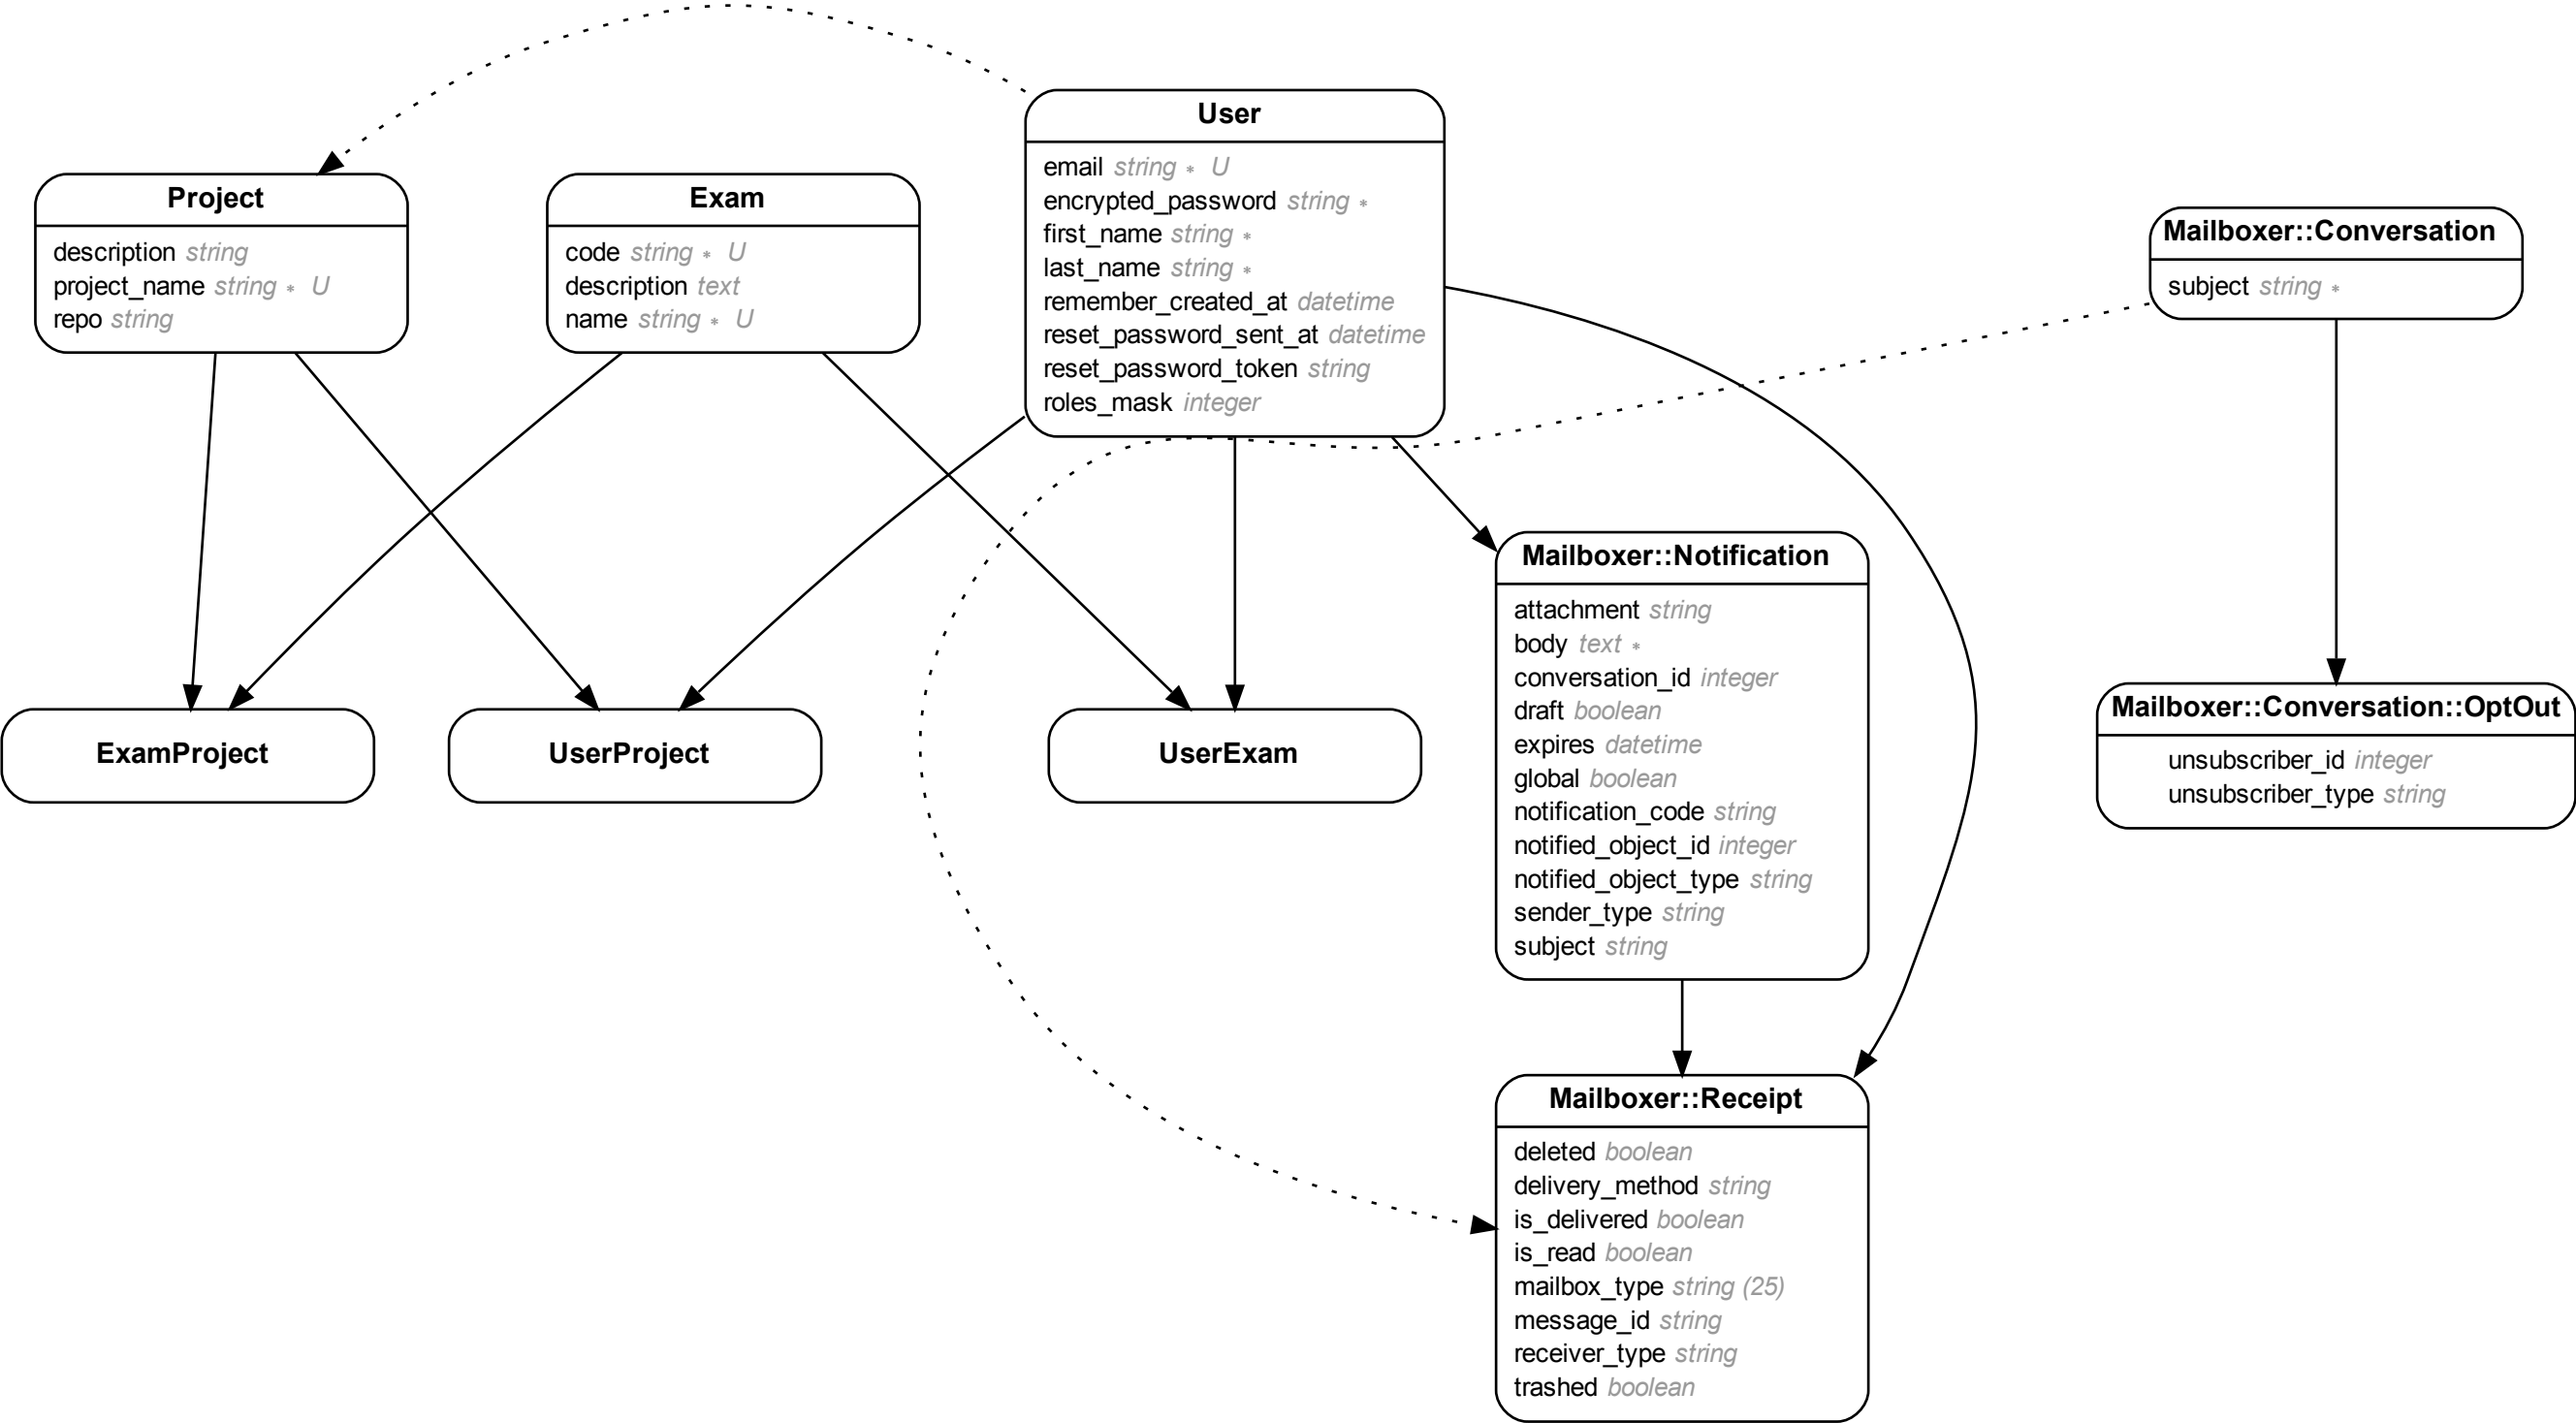 User
email string * U
encrypted_password string *
first_name string *
last_name string *
remember_created_at datetime
reset_password_sent_at datetime
reset_password_token string
roles_mask integer
Project
description string
project_name string * U
repo string
Exam
code string * U
description text
name string * U
Mailboxer::Conversation
subject string *
Mailboxer::Notification
attachment string
body text *
conversation_id integer
draft boolean
expires datetime
global boolean
notification_code string
notified_object_id integer
notified_object_type string
sender_type string
subject string
ExamProject
UserProject
UserExam
Mailboxer::Conversation::OptOut
unsubscriber_id integer
unsubscriber_type string
Mailboxer::Receipt
deleted boolean
delivery_method string
is_delivered boolean
is_read boolean
mailbox_type string (25)
message_id string
receiver_type string
trashed boolean